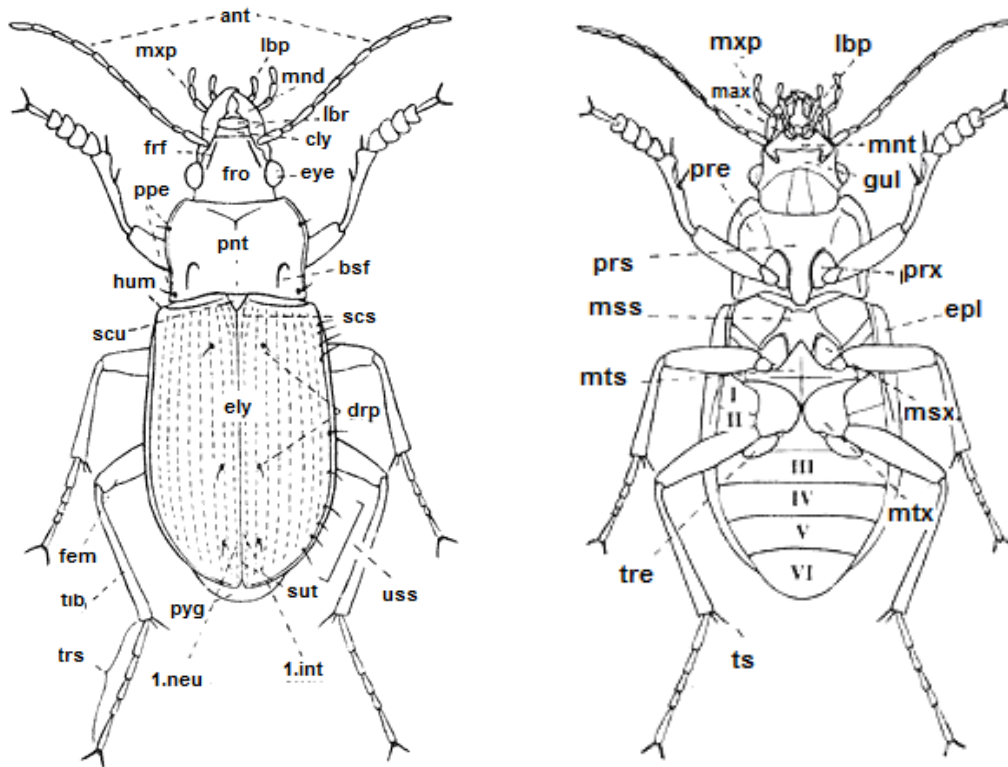 ant
mxp
lbp
mnd
lbr
cly
frf
fro
eye
ppe
pnt
hum
bsf
scu
scs
ely
drp
fem
tib
pyg
sut
uss
trs
1.neu
1.int
mxp
lbp
max
mnt
gul
pre
prs
prx
mss
epl
mts
msx
I
II
III
IV
V
VI
mtx
tre
ts